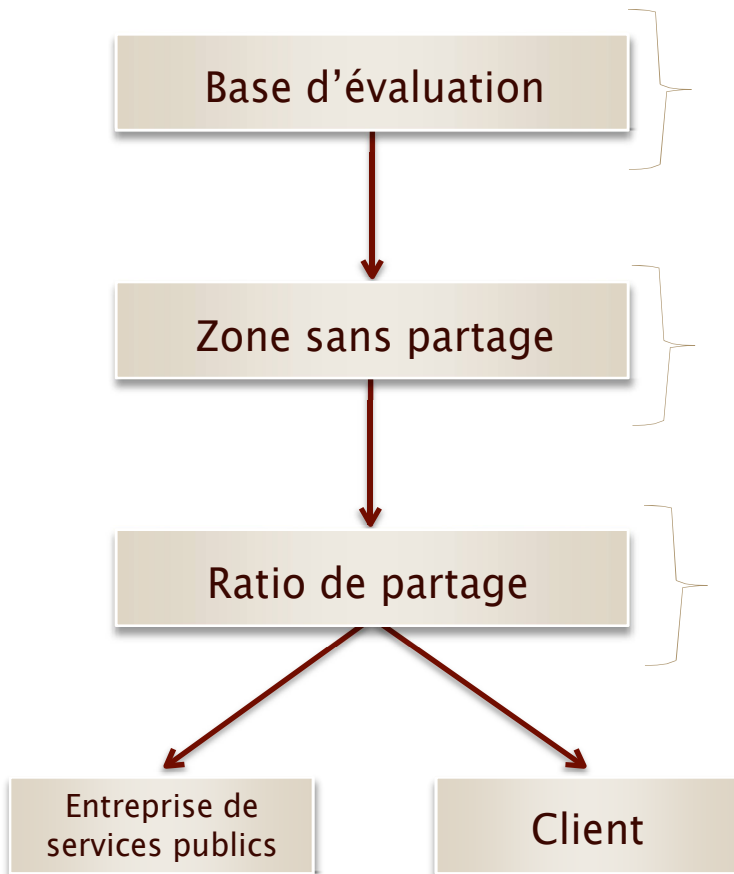 Base d’évaluation
Zone sans partage
Ratio de partage
Entreprise de
services publics
Client